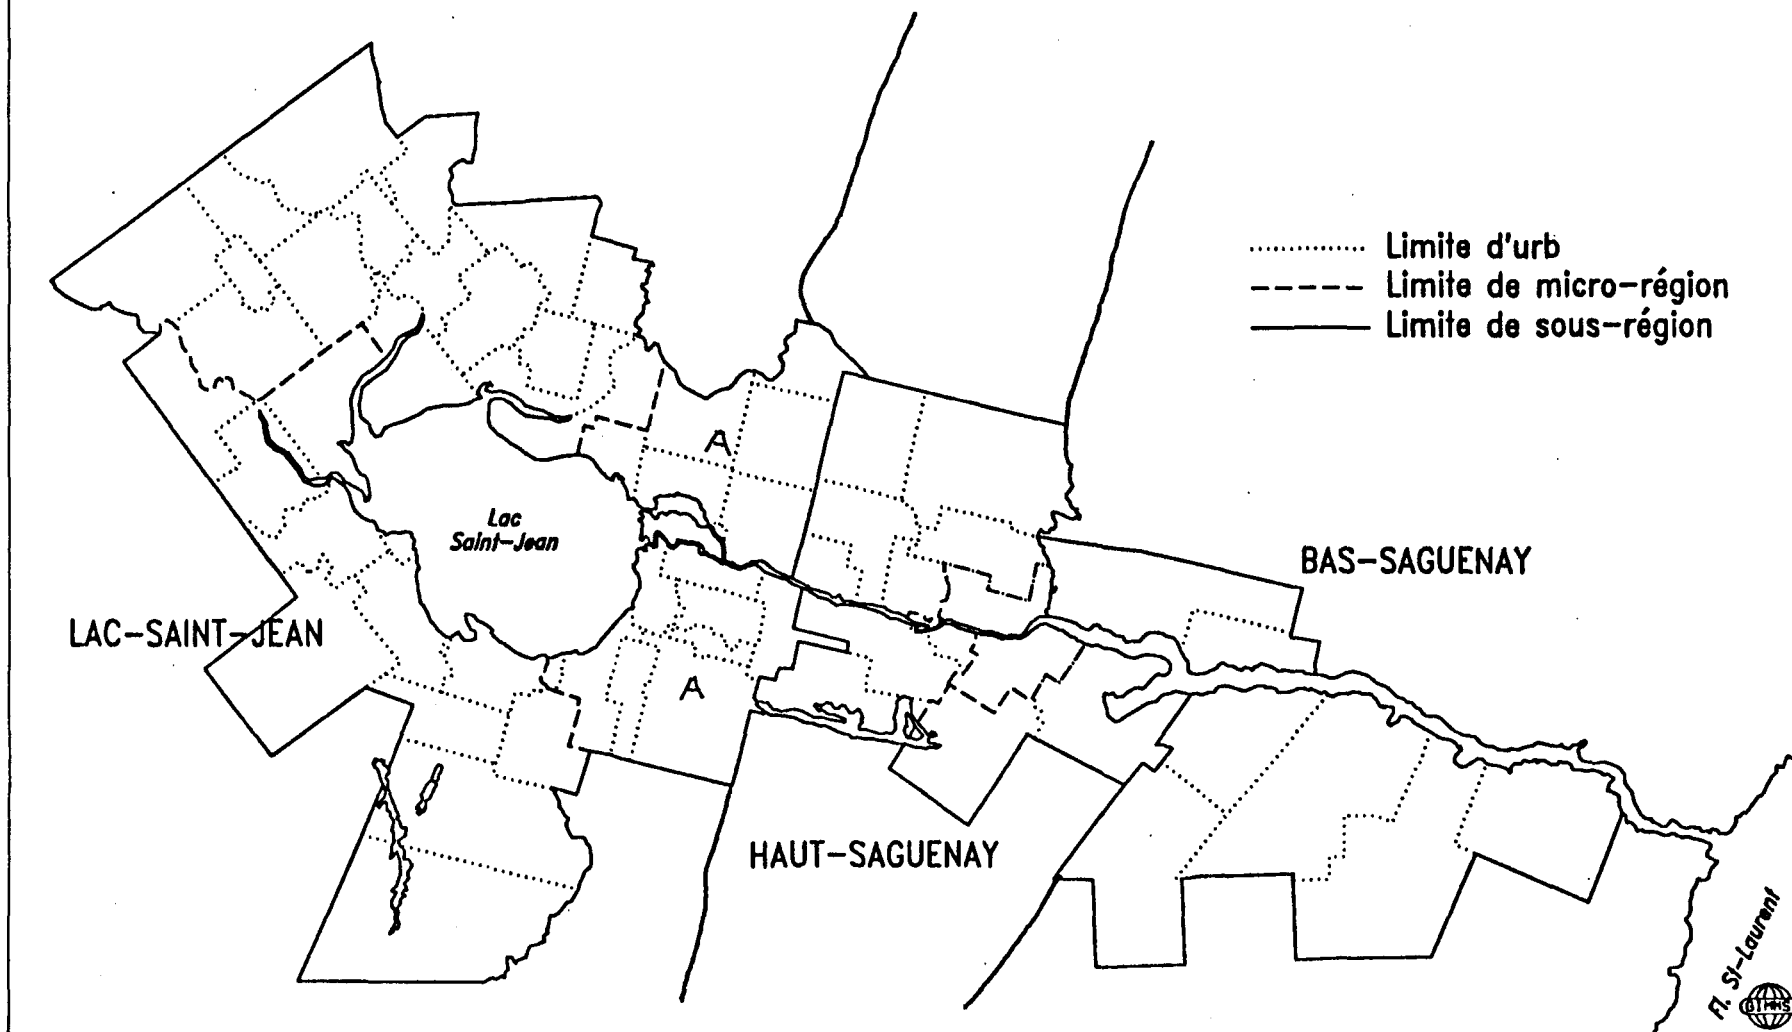 Limite d'urb
Limite de micro-région
Limite de sous-région
A
Lac
Saint-Jean
BAS-SAGUENAY
LAC-SAINT-JEAN
A
HAUT-SAGUENAY
Fl. St-Laurent